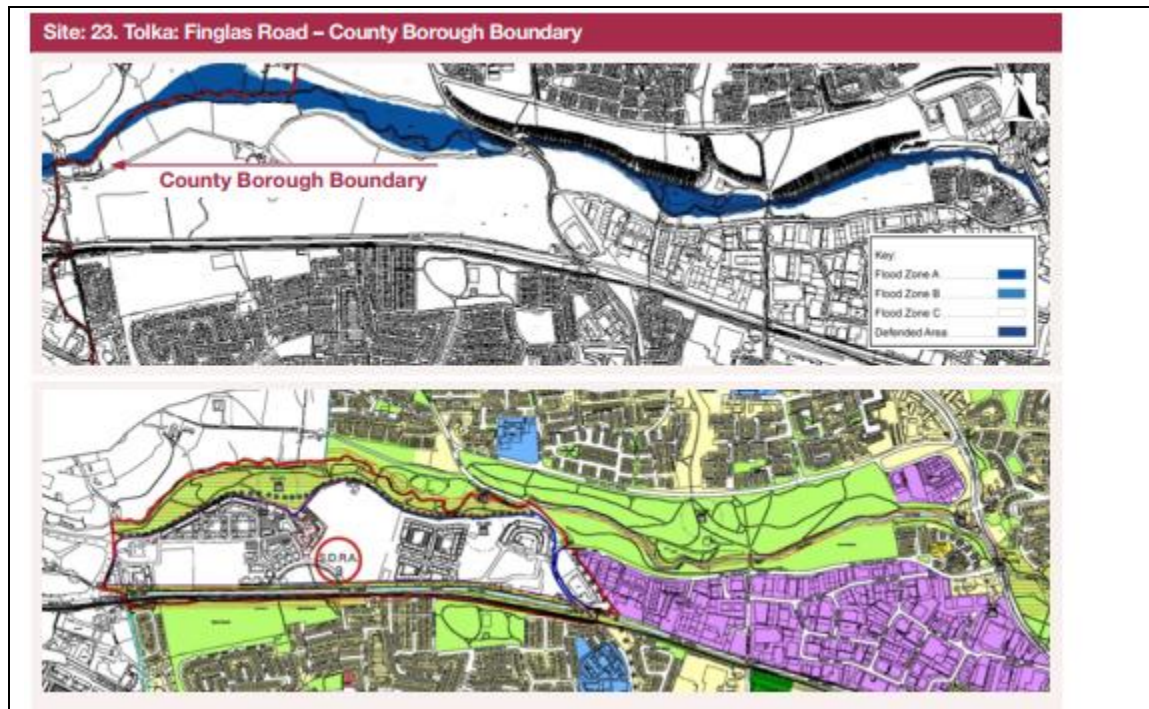 Site: 23. Tolka: Finglas Road – County Borough Boundary
N
County Borough Boundary
Key:
Flood Zone A
Flood Zone B
Flood Zone C
Defended Area
S.D.R.A.